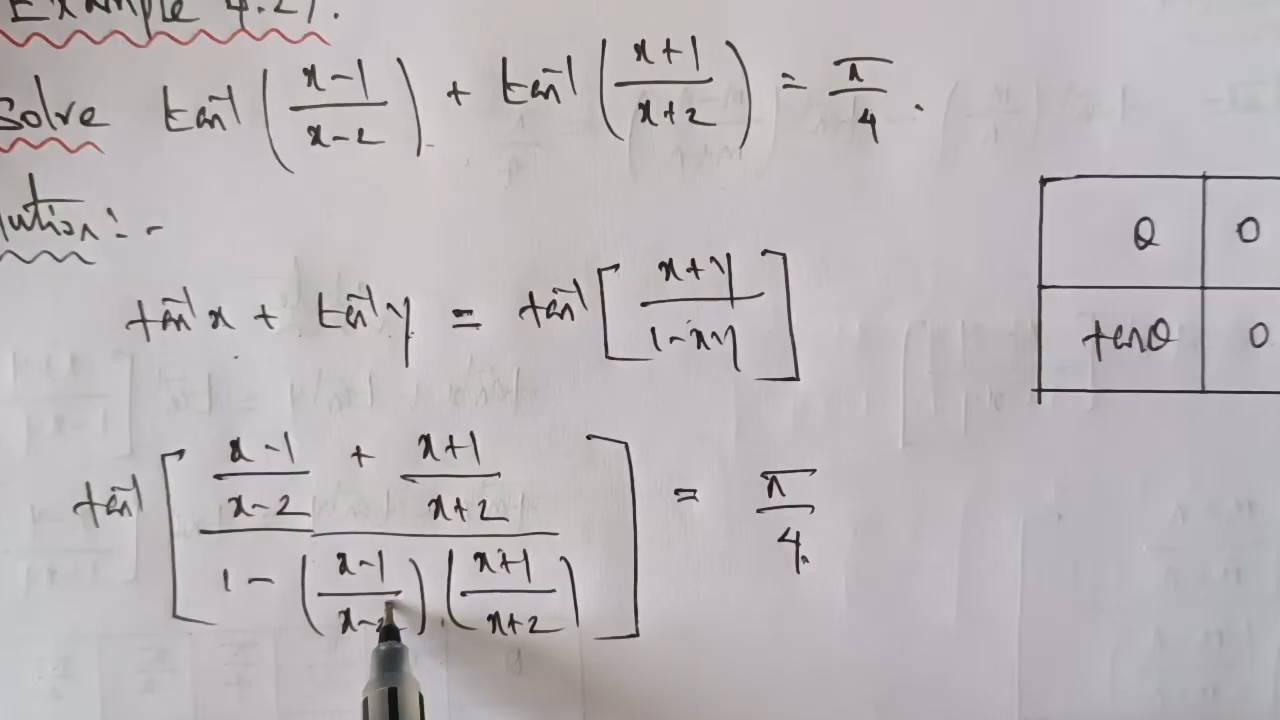 Example 4.27.
Solve tan⁻¹ ( (x-1)/(x-2) ) + tan⁻¹ ( (x+1)/(x+2) ) = π/4 .
lution:-
θ 0
tan⁻¹x + tan⁻¹y = tan⁻¹ [ (x+y)/(1-xy) ]
tanθ 0
tan⁻¹ [ ( (x-1)/(x-2) + (x+1)/(x+2) ) / ( 1 - ( (x-1)/(x-2) ) . ( (x+1)/(x+2) ) ) ] = π/4.